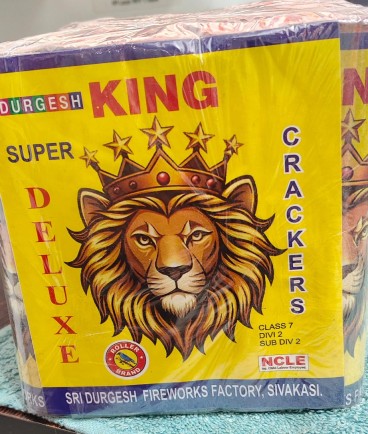 DURGESH KING
SUPER
DELUXE
CRACKERS
CLASS 7
DIVI 2
SUB DIV 2
ROLLER
BRAND
NCLE
SRI DURGESH FIREWORKS FACTORY, SIVAKASI.
KS
N
S F